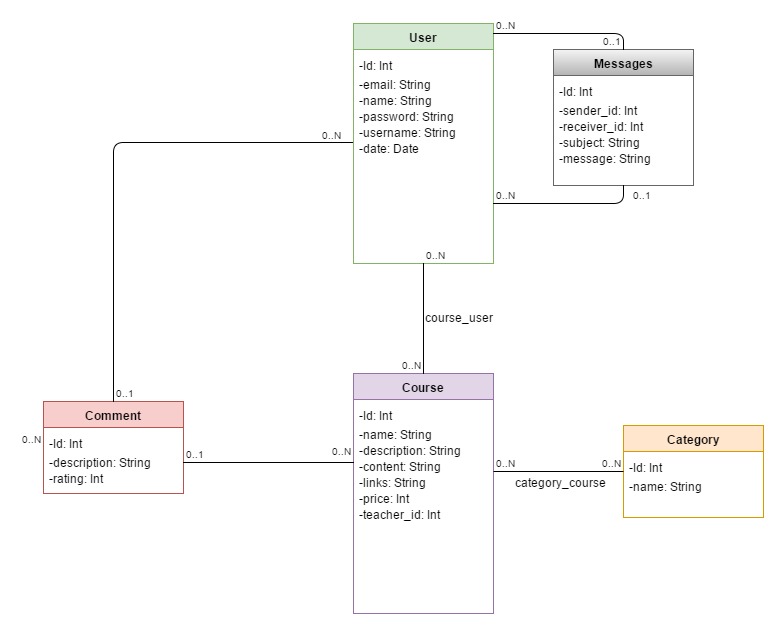 0..N
User
-Id: Int
-email: String
-name: String
-password: String
-username: String
-date: Date
0..1
Messages
-Id: Int
-sender_id: Int
-receiver_id: Int
-subject: String
-message: String
0..N
0..N
0..1
0..N
course_user
0..N
0..1
Comment
0..N
-Id: Int
-description: String
-rating: Int
0..1
0..N
Course
-Id: Int
-name: String
-description: String
-content: String
-links: String
-price: Int
-teacher_id: Int
0..N
0..N
category_course
Category
-Id: Int
-name: String